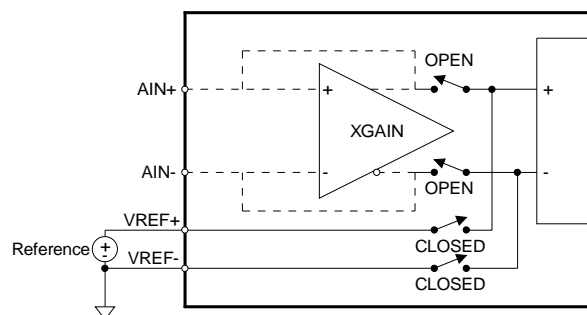 OPEN
AIN+
+
+
XGAIN
AIN-
-
-
OPEN
VREF+
Reference
+
-
CLOSED
VREF-
CLOSED